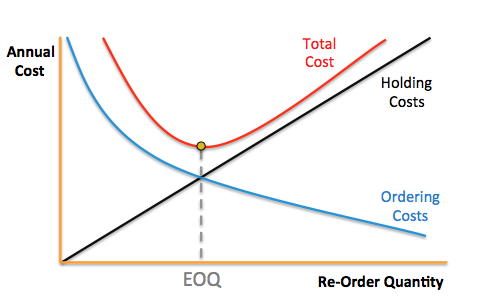 Annual
Cost
Total
Cost
Holding
Costs
Ordering
Costs
EOQ
Re-Order Quantity